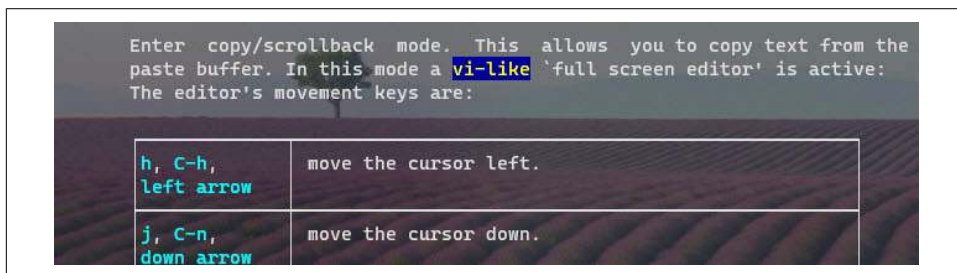 Enter  copy/scrollback  mode.  This  allows  you to copy text from the
paste buffer. In this mode a vi-like `full screen editor' is active:
The editor's movement keys are:
h, C-h,  move the cursor left.
left arrow
j, C-n,  move the cursor down.
down arrow